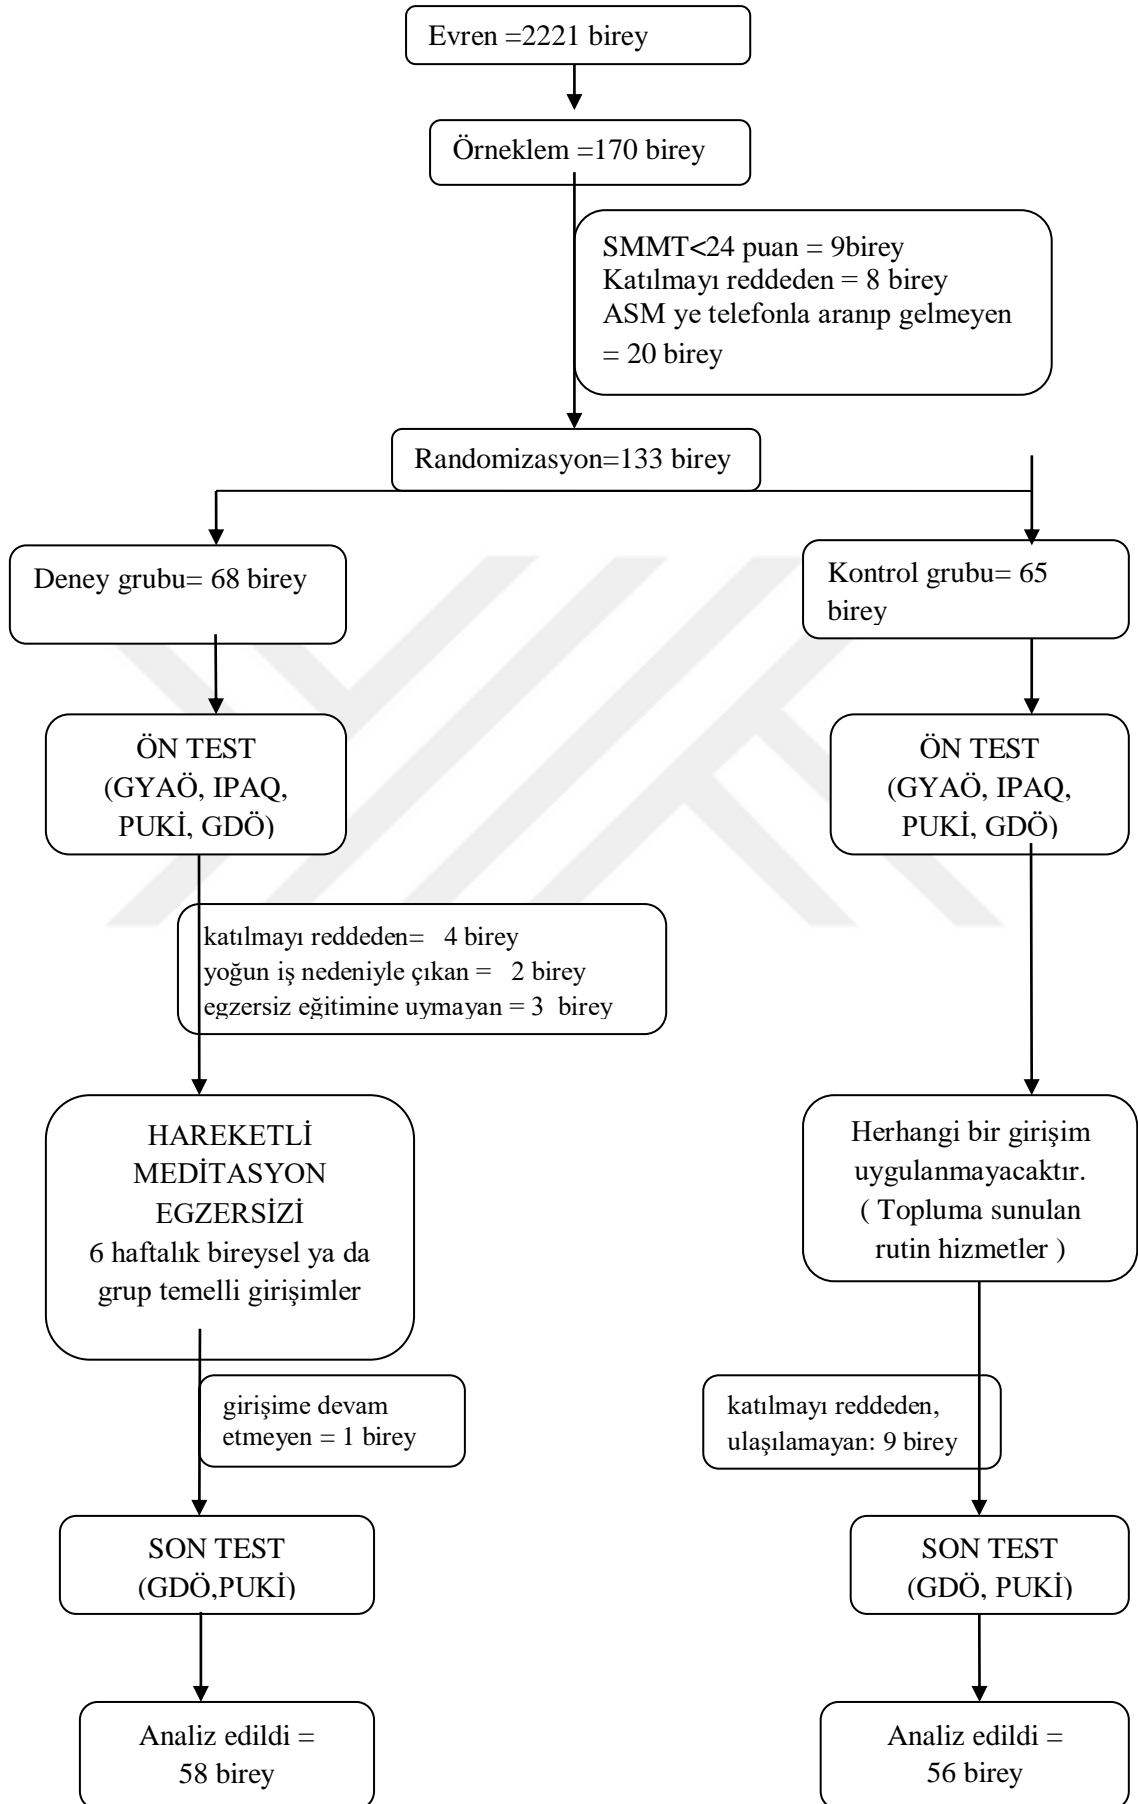 Evren =2221 birey
Örneklem =170 birey
SMMT<24 puan = 9birey
Katılmayı reddeden = 8 birey
ASM ye telefonla aranıp gelmeyen
= 20 birey
Randomizasyon=133 birey
Deney grubu= 68 birey
Kontrol grubu= 65
birey
ÖN TEST
(GYAÖ, IPAQ,
PUKİ, GDÖ)
ÖN TEST
(GYAÖ, IPAQ,
PUKİ, GDÖ)
katılmayı reddeden= 4 birey
yoğun iş nedeniyle çıkan = 2 birey
egzersiz eğitimine uymayan = 3 birey
HAREKETLİ
MEDİTASYON
EGZERSİZİ
6 haftalık bireysel ya da
grup temelli girişimler
Herhangi bir girişim
uygulanmayacaktır.
( Topluma sunulan
rutin hizmetler )
girişime devam
etmeyen = 1 birey
katılmayı reddeden,
ulaşılamayan: 9 birey
SON TEST
(GDÖ,PUKİ)
SON TEST
(GDÖ, PUKİ)
Analiz edildi =
58 birey
Analiz edildi =
56 birey